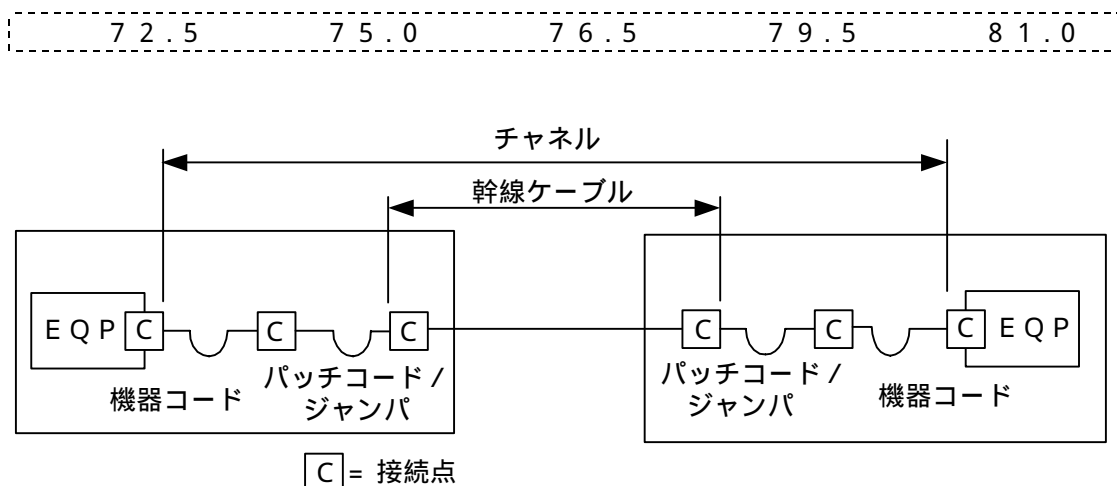 72.5 75.0 76.5 79.5 81.0
チャネル
幹線ケーブル
EQP C C C C C C EQP
機器コード パッチコード/ パッチコード/ 機器コード
ジャンパ ジャンパ
C = 接続点